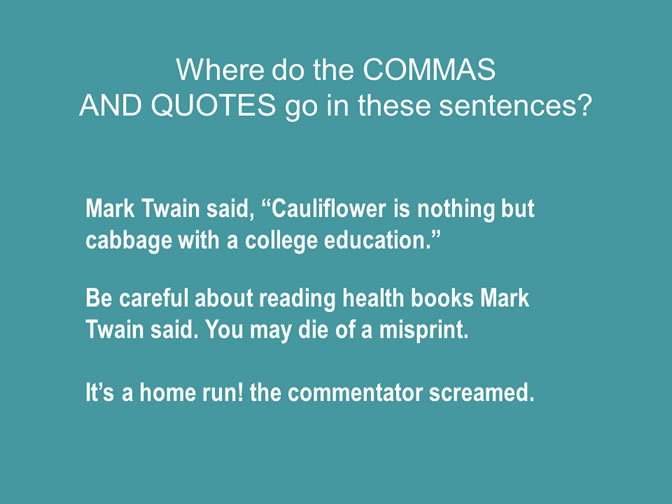 Where do the COMMAS
AND QUOTES go in these sentences?
Mark Twain said, “Cauliflower is nothing but
cabbage with a college education.”
Be careful about reading health books Mark
Twain said. You may die of a misprint.
It’s a home run! the commentator screamed.